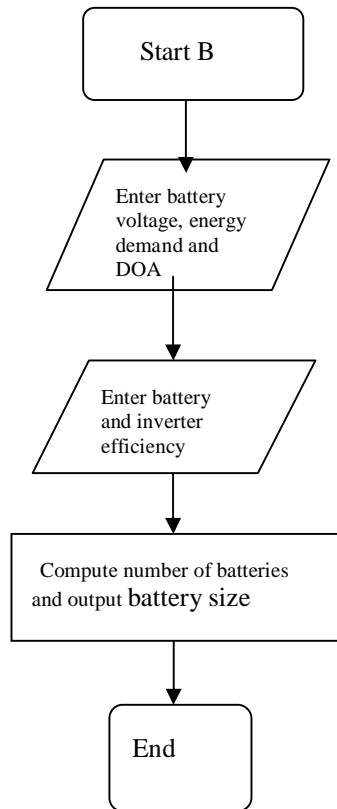 Start B
Enter battery
voltage, energy
demand and
DOA
Enter battery
and inverter
efficiency
Compute number of batteries
and output battery size
End